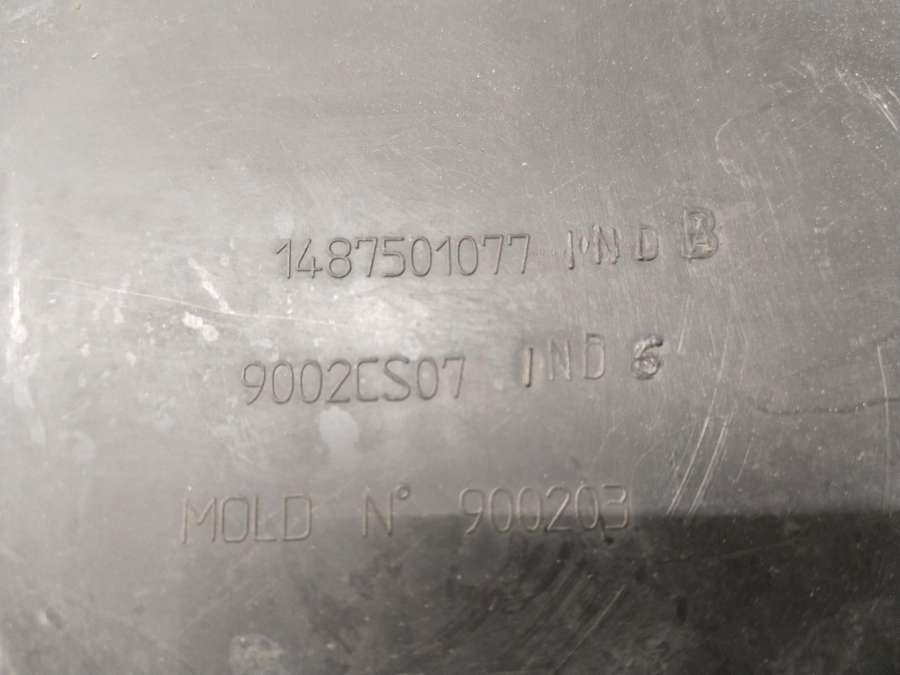 1487501077 IND B
9002CS07 IND 6
MOLD N° 900203